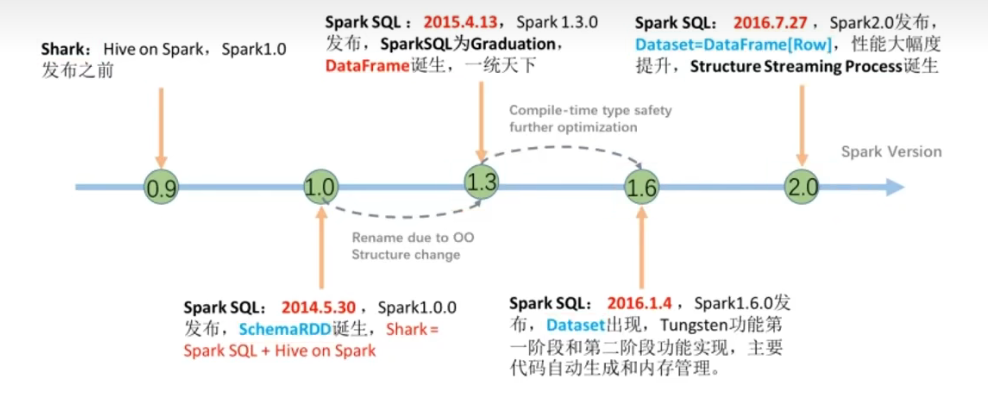 Shark：Hive on Spark，Spark1.0
发布之前
Spark SQL：2015.4.13，Spark 1.3.0
发布，SparkSQL为Graduation，
DataFrame诞生，一统天下
Spark SQL： 2016.7.27 ，Spark2.0发布，
Dataset=DataFrame[Row]，性能大幅度
提升，Structure Streaming Process诞生
Compile-time type safety
further optimization
Spark Version
0.9
1.0
1.3
1.6
2.0
Rename due to OO
Structure change
Spark SQL： 2014.5.30 ，Spark1.0.0
发布，SchemaRDD诞生，Shark =
Spark SQL + Hive on Spark
Spark SQL： 2016.1.4 ，Spark1.6.0发
布，Dataset出现，Tungsten功能第
一阶段和第二阶段功能实现，主要
代码自动生成和内存管理。